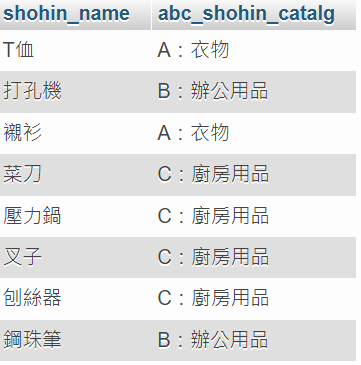 shohin_name abc_shohin_catalg
T恤 A：衣物
打孔機 B：辦公用品
襯衫 A：衣物
菜刀 C：廚房用品
壓力鍋 C：廚房用品
叉子 C：廚房用品
刨絲器 C：廚房用品
鋼珠筆 B：辦公用品